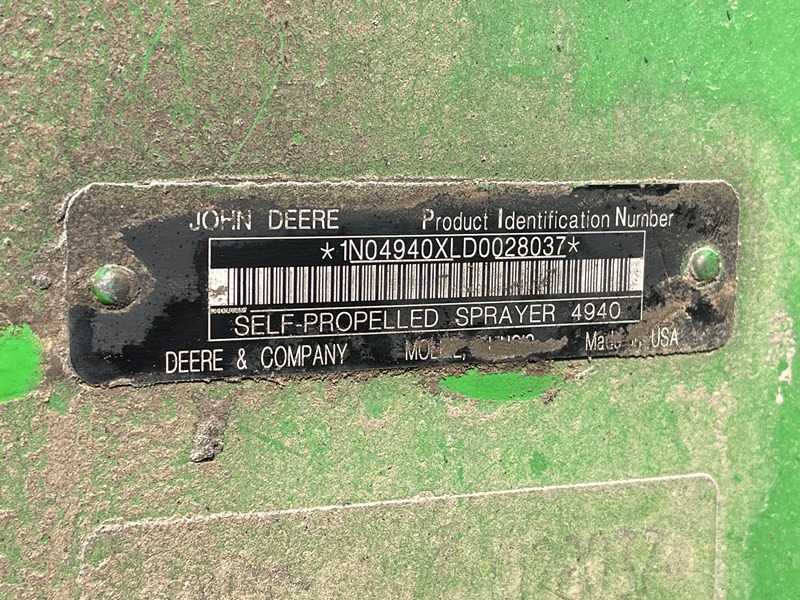 JOHN DEERE Product Identification Number
*1N04940XLD0028037*
SELF-PROPELLED SPRAYER 4940
DEERE & COMPANY USA